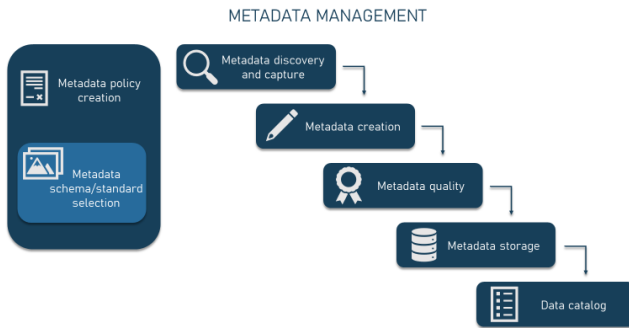 METADATA MANAGEMENT
Metadata policy
creation
Metadata
schema/standard
selection
Metadata discovery
and capture
Metadata creation
Metadata quality
Metadata storage
Data catalog